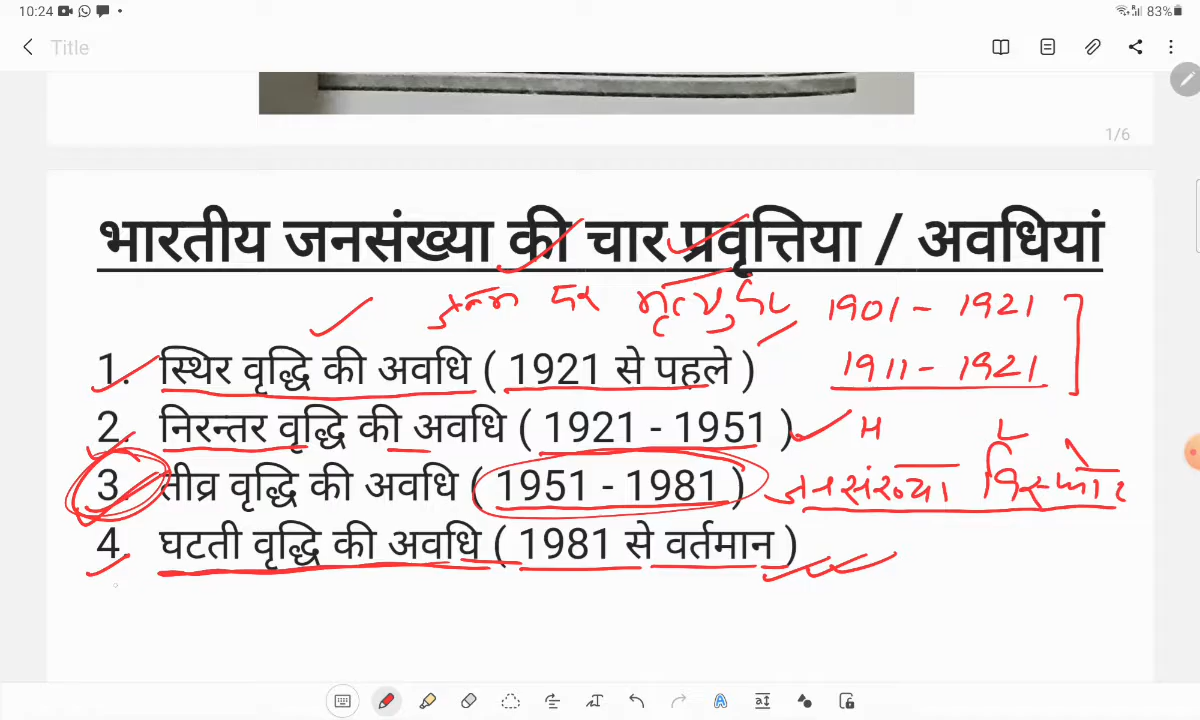 10:24 83%
Title
1/6
भारतीय जनसंख्या की चार प्रवृत्तिया / अवधियां
जन्म दर मृत्यु दर 1901 - 1921
1. स्थिर वृद्धि की अवधि ( 1921 से पहले ) 1911 - 1921
2. निरन्तर वृद्धि की अवधि ( 1921 - 1951 ) H L
3. तीव्र वृद्धि की अवधि ( 1951 - 1981 ) जनसंख्या विस्फोट
4. घटती वृद्धि की अवधि ( 1981 से वर्तमान )